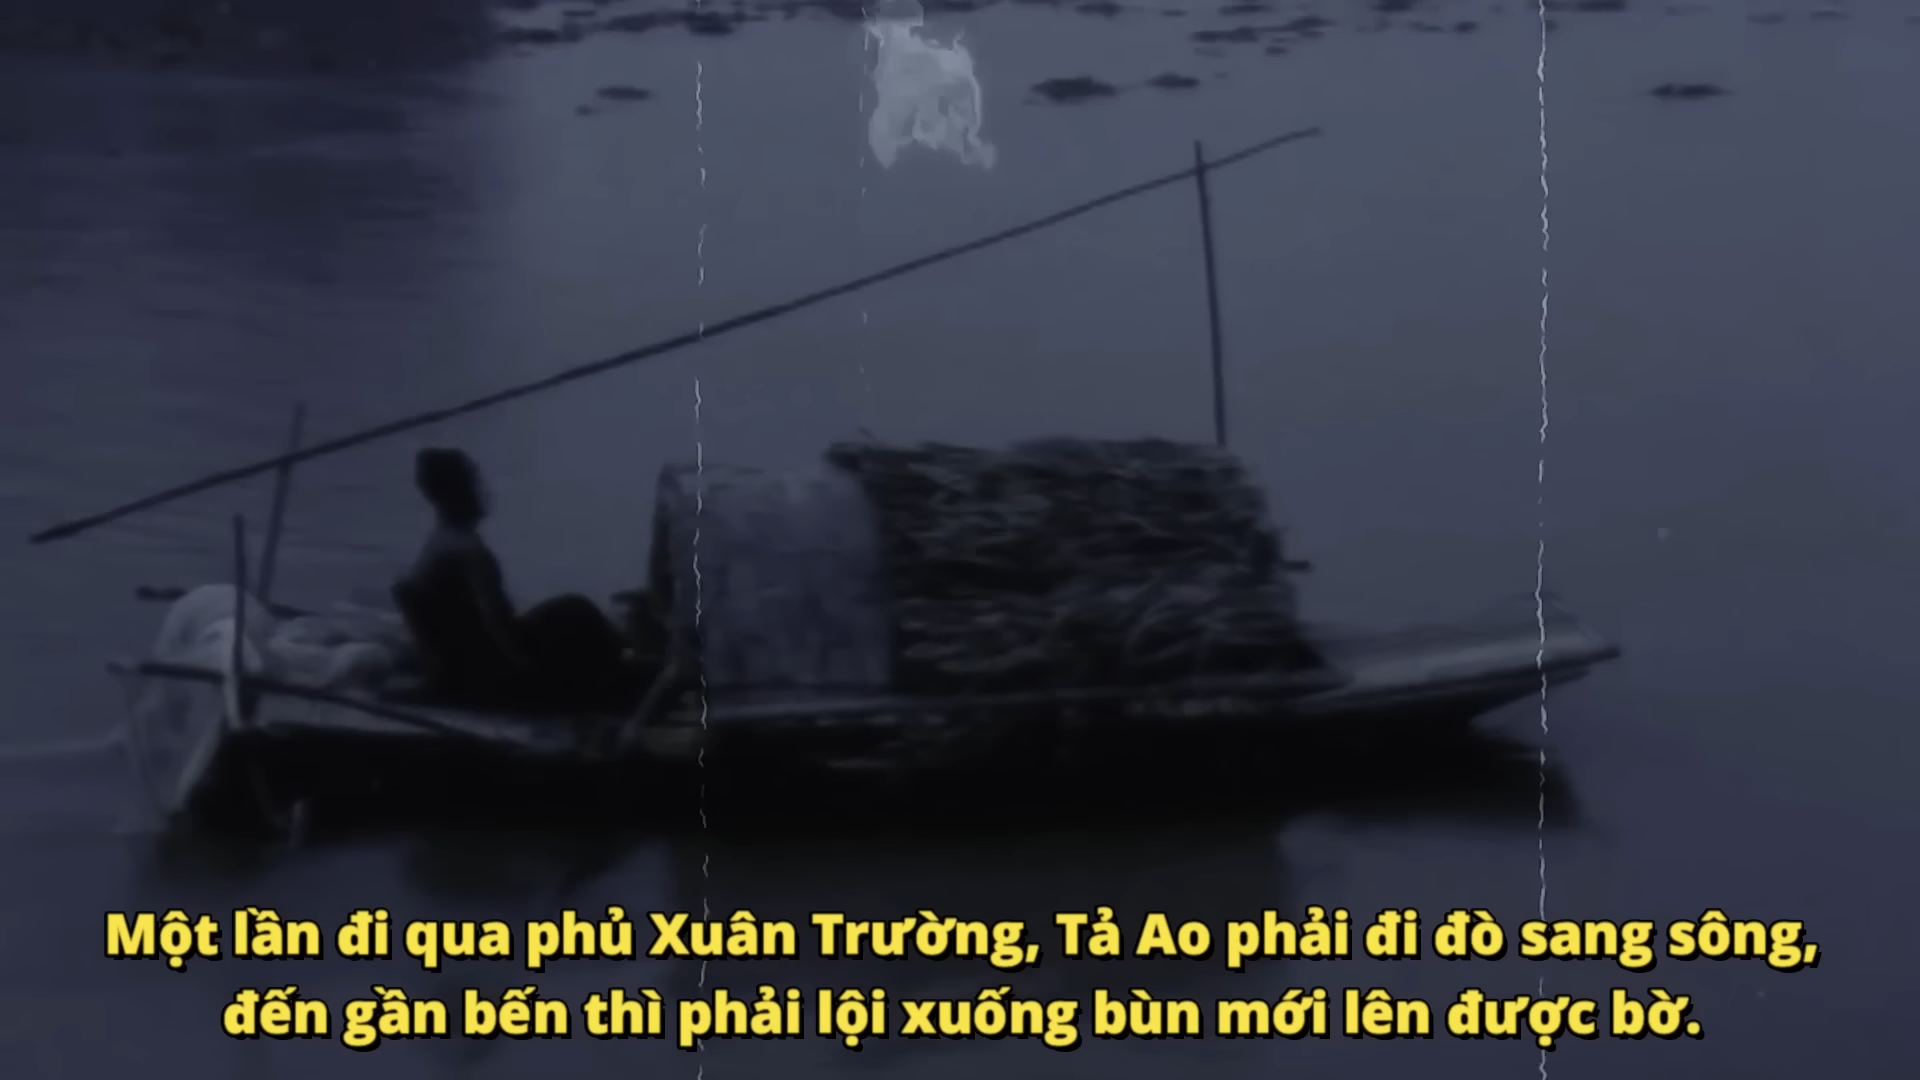 Một lần đi qua phủ Xuân Trường, Tả Ao phải đi đò sang sông,
đến gần bến thì phải lội xuống bùn mới lên được bờ.